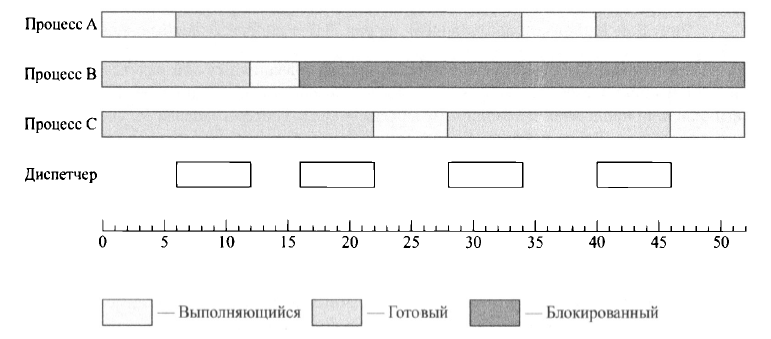 Процесс A
Процесс B
Процесс C
Диспетчер
0 5 10 15 20 25 30 35 40 45 50
— Выполняющийся — Готовый — Блокированный